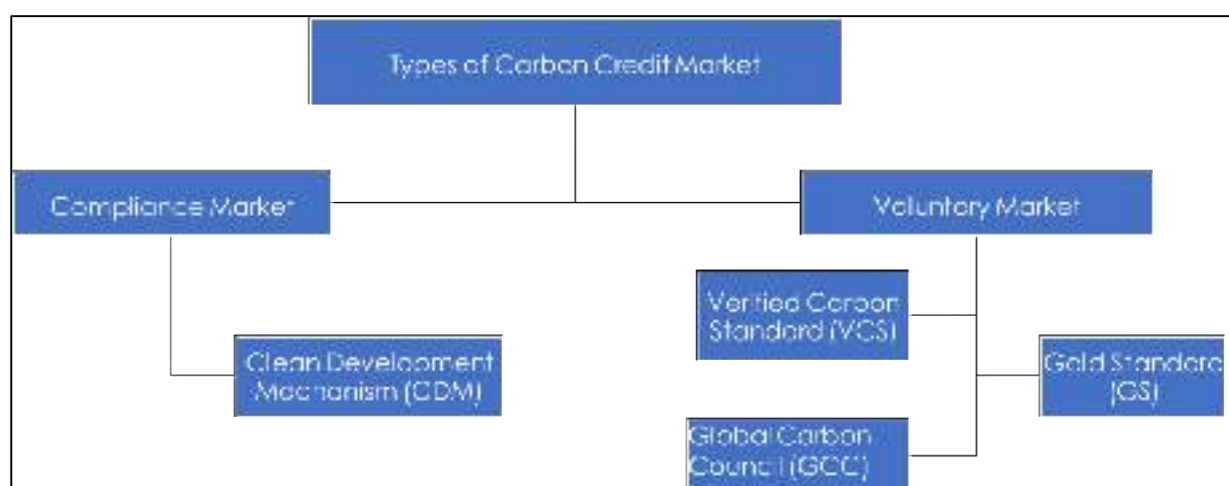 Types of Carbon Credit Market
Compliance Market
Voluntary Market
Verified Carbon
Standard (VCS)
Clean Development
Mechanism (CDM)
Gold Standard
(GS)
Global Carbon
Council (GCC)